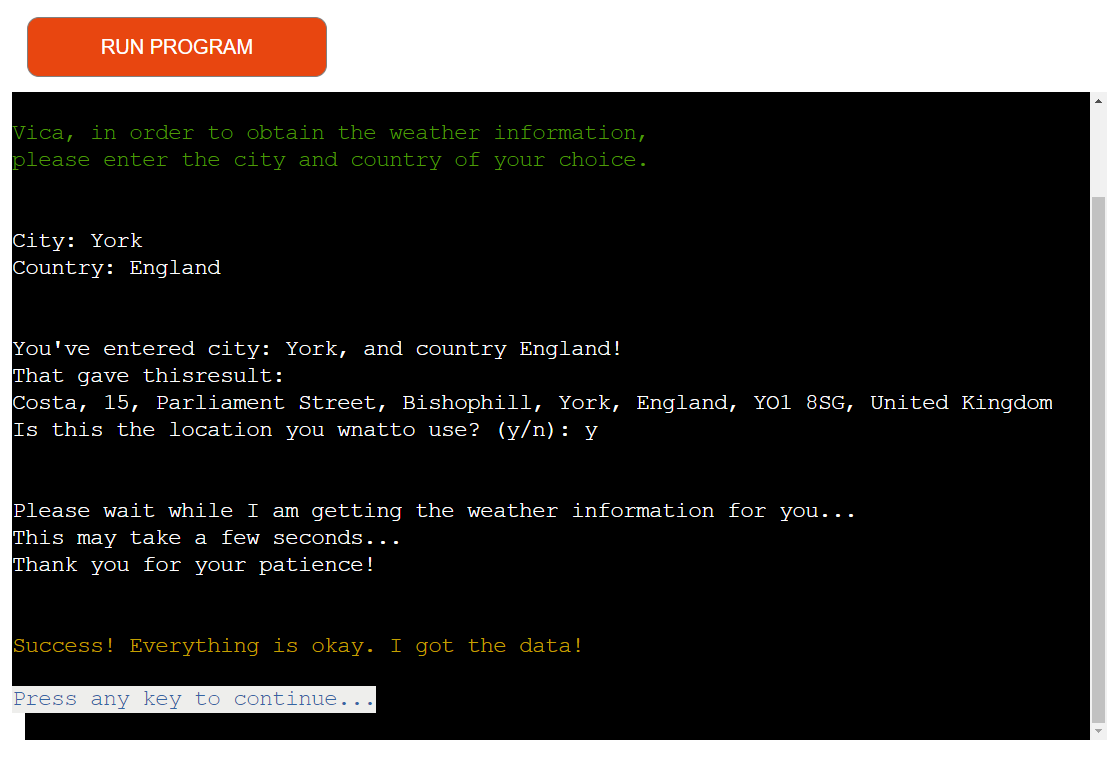 RUN PROGRAM
Vica, in order to obtain the weather information,
please enter the city and country of your choice.
City: York
Country: England
You've entered city: York, and country England!
That gave thisresult:
Costa, 15, Parliament Street, Bishophill, York, England, YO1 8SG, United Kingdom
Is this the location you wnatto use? (y/n): y
Please wait while I am getting the weather information for you...
This may take a few seconds...
Thank you for your patience!
Success! Everything is okay. I got the data!
Press any key to continue...